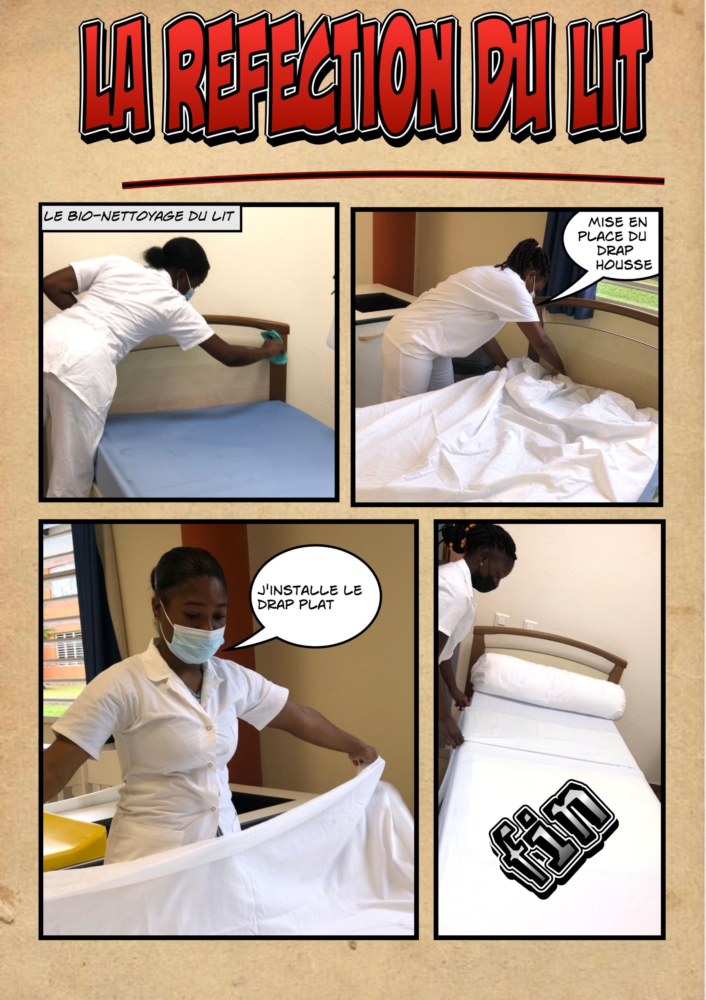 LA REFECTION DU LIT
LE BIO-NETTOYAGE DU LIT
MISE EN
PLACE DU
DRAP
HOUSSE
J'INSTALLE LE
DRAP PLAT
fin